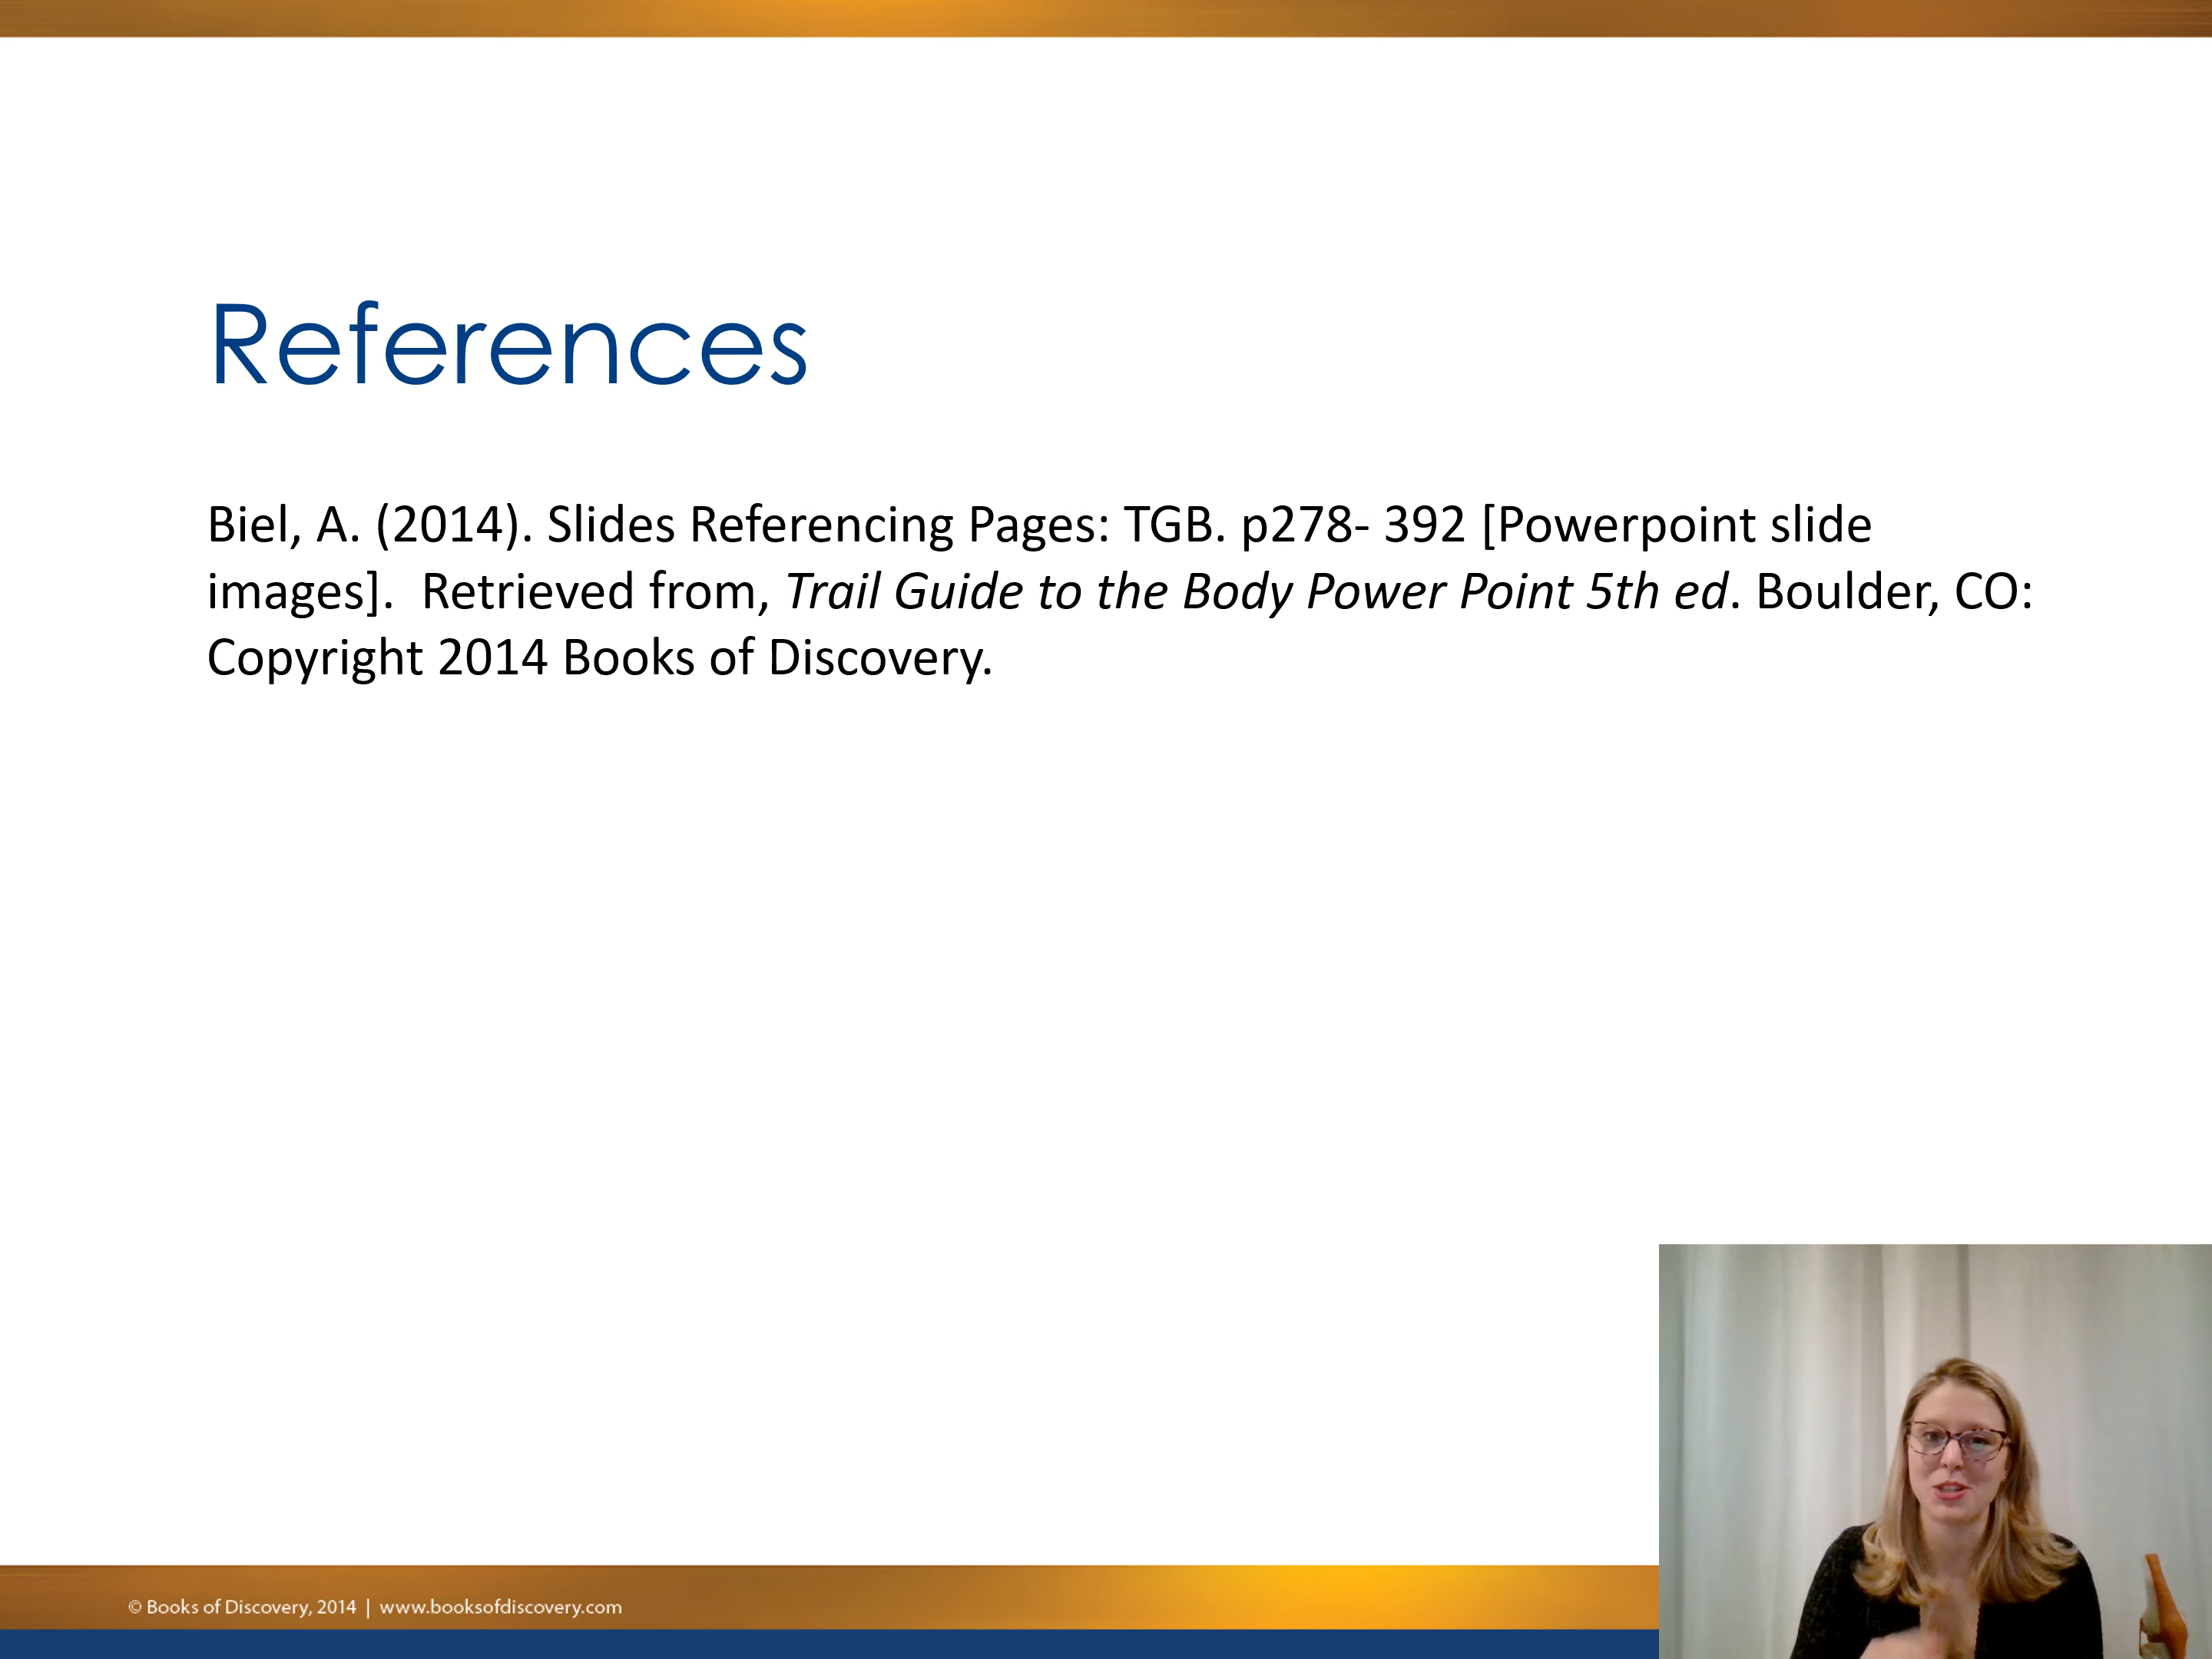 References
Biel, A. (2014). Slides Referencing Pages: TGB. p278- 392 [Powerpoint slide
images].  Retrieved from, Trail Guide to the Body Power Point 5th ed. Boulder, CO:
Copyright 2014 Books of Discovery.
© Books of Discovery, 2014 | www.booksofdiscovery.com